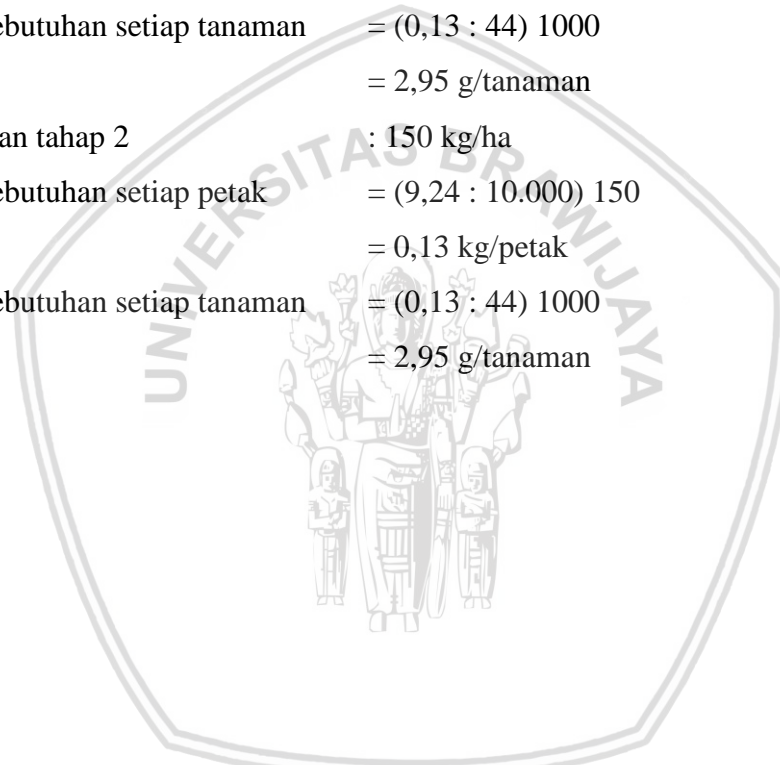 ebutuhan setiap tanaman = (0,13 : 44) 1000
= 2,95 g/tanaman
an tahap 2 : 150 kg/ha
ebutuhan setiap petak = (9,24 : 10.000) 150
= 0,13 kg/petak
ebutuhan setiap tanaman = (0,13 : 44) 1000
= 2,95 g/tanaman
UNIVERSITAS BRAWIJAYA